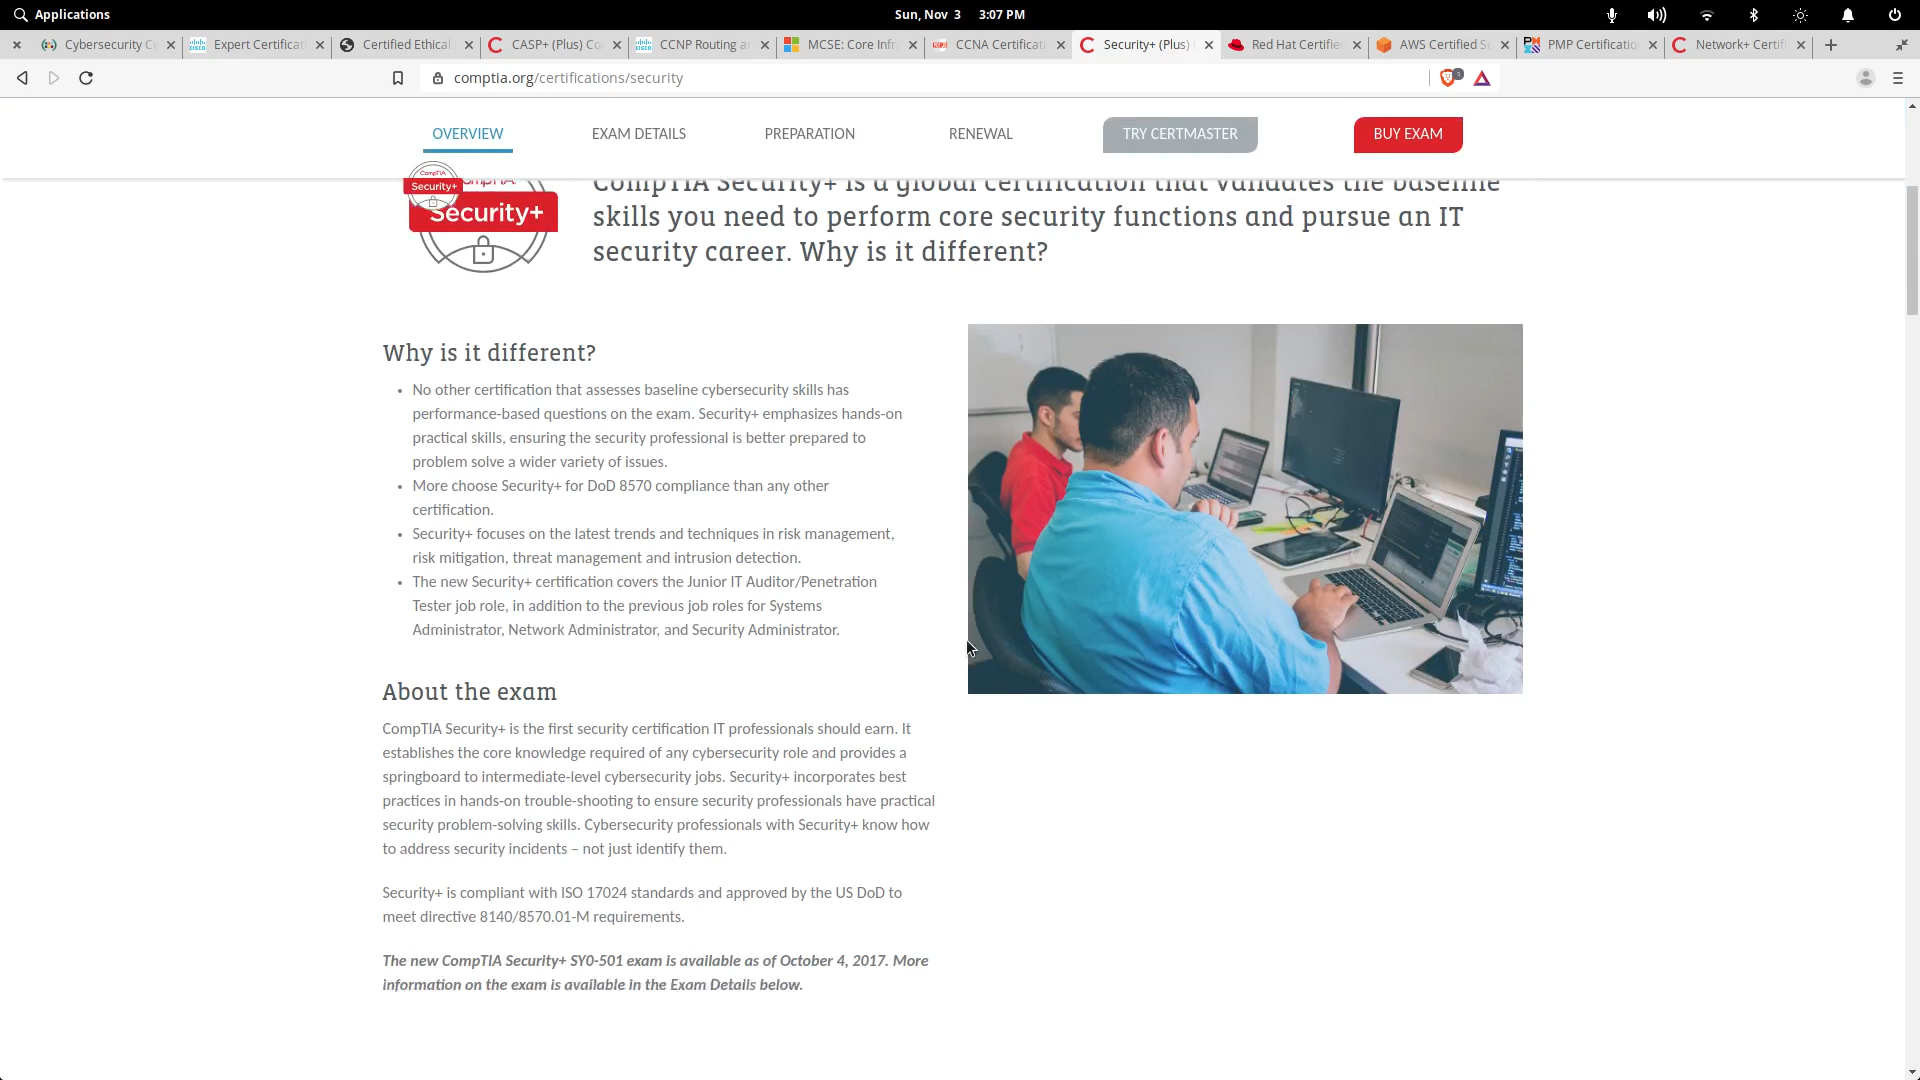 Applications
Sun, Nov 3 3:07 PM
Cybersecurity Ce
Expert Certificat
Certified Ethical
CASP+ (Plus) Co
CCNP Routing a
MCSE: Core Infr
CCNA Certificati
Security+ (Plus)
Red Hat Certifie
AWS Certified S
PMP Certificatio
Network+ Certif
comptia.org/certifications/security
OVERVIEW
EXAM DETAILS
PREPARATION
RENEWAL
TRY CERTMASTER
BUY EXAM
CompTIA
Security+
Security+
CompTIA Security+ is a global certification that validates the baseline
skills you need to perform core security functions and pursue an IT
security career. Why is it different?
Why is it different?
• No other certification that assesses baseline cybersecurity skills has
performance-based questions on the exam. Security+ emphasizes hands-on
practical skills, ensuring the security professional is better prepared to
problem solve a wider variety of issues.
• More choose Security+ for DoD 8570 compliance than any other
certification.
• Security+ focuses on the latest trends and techniques in risk management,
risk mitigation, threat management and intrusion detection.
• The new Security+ certification covers the Junior IT Auditor/Penetration
Tester job role, in addition to the previous job roles for Systems
Administrator, Network Administrator, and Security Administrator.
About the exam
CompTIA Security+ is the first security certification IT professionals should earn. It
establishes the core knowledge required of any cybersecurity role and provides a
springboard to intermediate-level cybersecurity jobs. Security+ incorporates best
practices in hands-on trouble-shooting to ensure security professionals have practical
security problem-solving skills. Cybersecurity professionals with Security+ know how
to address security incidents – not just identify them.
Security+ is compliant with ISO 17024 standards and approved by the US DoD to
meet directive 8140/8570.01-M requirements.
The new CompTIA Security+ SY0-501 exam is available as of October 4, 2017. More
information on the exam is available in the Exam Details below.